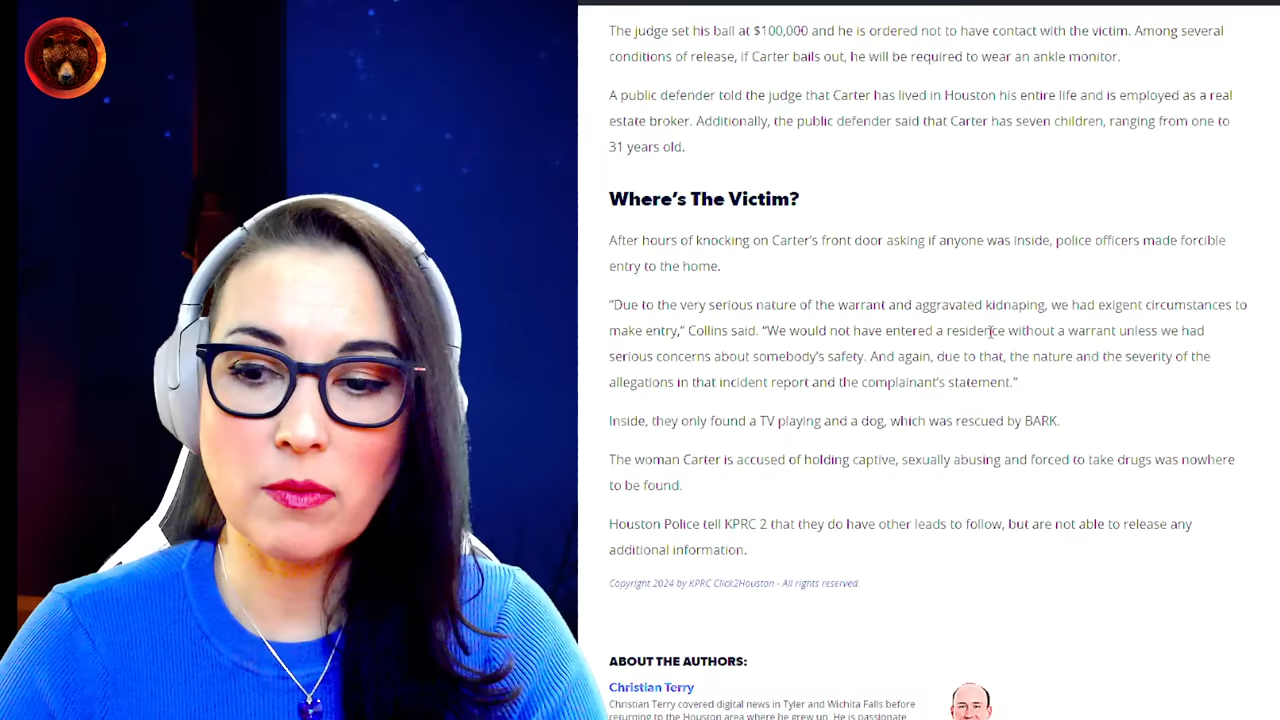 The judge set his bail at $100,000 and he is ordered not to have contact with the victim. Among several
conditions of release, if Carter bails out, he will be required to wear an ankle monitor.
A public defender told the judge that Carter has lived in Houston his entire life and is employed as a real
estate broker. Additionally, the public defender said that Carter has seven children, ranging from one to
31 years old.
Where's The Victim?
After hours of knocking on Carter's front door asking if anyone was inside, police officers made forcible
entry to the home.
“Due to the very serious nature of the warrant and aggravated kidnaping, we had exigent circumstances to
make entry,” Collins said. “We would not have entered a residence without a warrant unless we had
serious concerns about somebody's safety. And again, due to that, the nature and the severity of the
allegations in that incident report and the complainant's statement.”
Inside, they only found a TV playing and a dog, which was rescued by BARK.
The woman Carter is accused of holding captive, sexually abusing and forced to take drugs was nowhere
to be found.
Houston Police tell KPRC 2 that they do have other leads to follow, but are not able to release any
additional information.
Copyright 2024 by KPRC Click2Houston - All rights reserved.
ABOUT THE AUTHORS:
Christian Terry
Christian Terry covered digital news in Tyler and Wichita Falls before
returning to the Houston area where he grew up. He is passionate